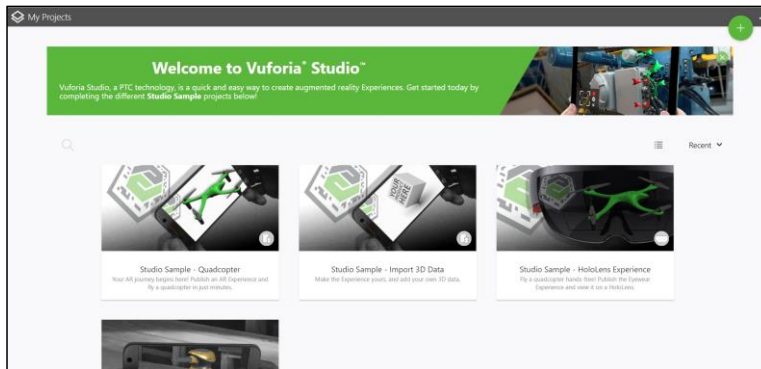 My Projects
+
Welcome to Vuforia® Studio™
Vuforia Studio, a PTC technology, is a quick and easy way to create augmented reality Experiences. Get started today by
completing the different Studio Sample projects below!
Recent
YOUR OBJECT HERE
Studio Sample - Quadcopter
Your AR journey begins here! Publish an AR Experience and
fly a quadcopter in just minutes.
Studio Sample - Import 3D Data
Make the Experience yours, and add your own 3D data.
Studio Sample - HoloLens Experience
Fly a quadcopter hands-free! Publish the Eyewear
Experience and view it on a HoloLens.